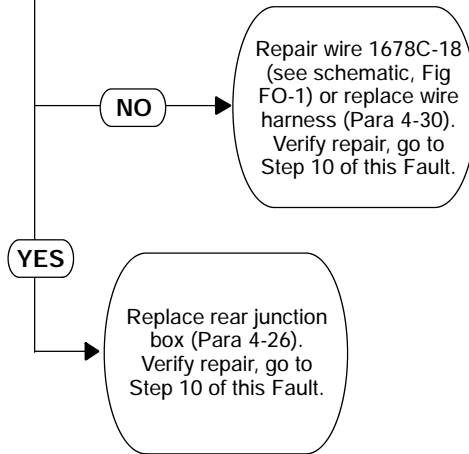 NO
Repair wire 1678C-18
(see schematic, Fig
FO-1) or replace wire
harness (Para 4-30).
Verify repair, go to
Step 10 of this Fault.
YES
Replace rear junction
box (Para 4-26).
Verify repair, go to
Step 10 of this Fault.